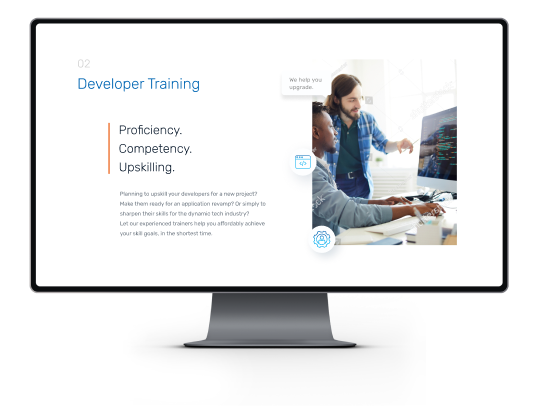 02
Developer Training
We help you
upgrade.
Proficiency.
Competency.
Upskilling.
</>
Planning to upskill your developers for a new project?
Make them ready for an application revamp? Or simply to
sharpen their skills for the dynamic tech industry?
Let our experienced trainers help you affordably achieve
your skill goals, in the shortest time.